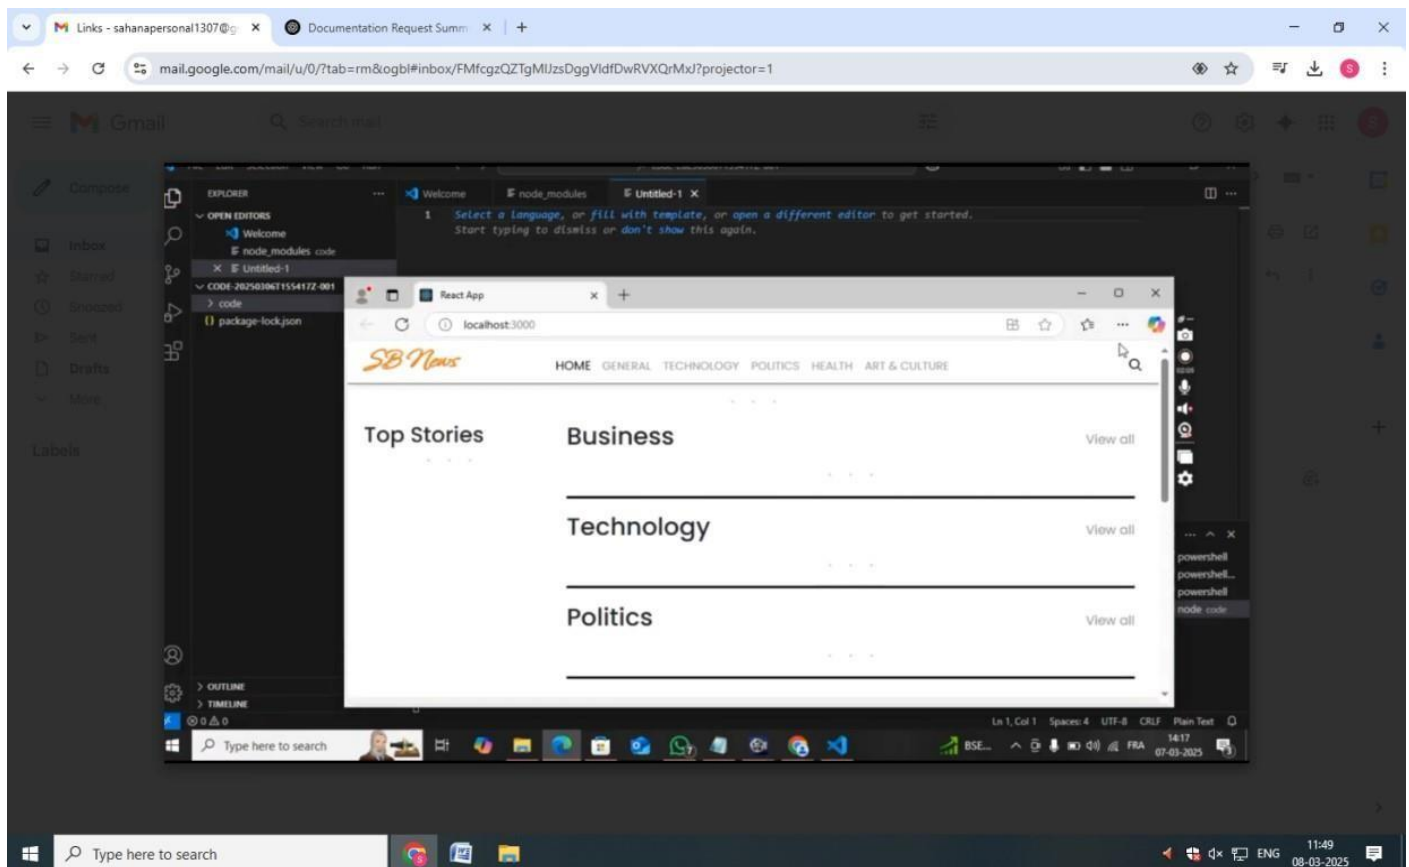 Links - sahanapersonal1307@g
Documentation Request Summ
mail.google.com/mail/u/0/?tab=rm&ogbl#inbox/FMfcgzQZTgMlJzsDggVldfDwRVXQrMxJ?projector=1
S
Gmail
Search mail
Compose
Inbox
Starred
Snoozed
Sent
Drafts
More
Labels
EXPLORER
OPEN EDITORS
Welcome
node_modules code
Untitled-1
CODE-20250306T155417Z-001
code
package-lock.json
Welcome
node_modules
Untitled-1
1 Select a language, or fill with template, or open a different editor to get started.
Start typing to dismiss or don't show this again.
React App
localhost:3000
SB News
HOME GENERAL TECHNOLOGY POLITICS HEALTH ART & CULTURE
Top Stories
Business
View all
Technology
View all
Politics
View all
powershell
powershell...
powershell
node code
OUTLINE
TIMELINE
0 0
Ln 1, Col 1 Spaces: 4 UTF-8 CRLF Plain Text
Type here to search
BSE...
FRA
14:17
07-03-2025
Type here to search
ENG
11:49
08-03-2025